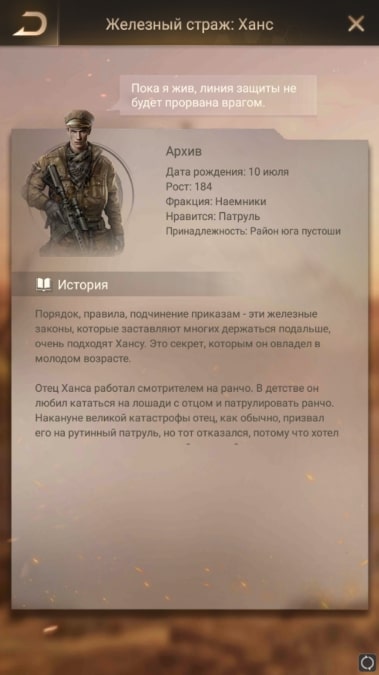 Железный страж: Ханс
Пока я жив, линия защиты не
будет прорвана врагом.
Архив
Дата рождения: 10 июля
Рост: 184
Фракция: Наемники
Нравится: Патруль
Принадлежность: Район юга пустоши
История
Порядок, правила, подчинение приказам - эти железные
законы, которые заставляют многих держаться подальше,
очень подходят Хансу. Это секрет, которым он овладел в
молодом возрасте.
Отец Ханса работал смотрителем на ранчо. В детстве он
любил кататься на лошади с отцом и патрулировать ранчо.
Накануне великой катастрофы отец, как обычно, призвал
его на рутинный патруль, но тот отказался, потому что хотел